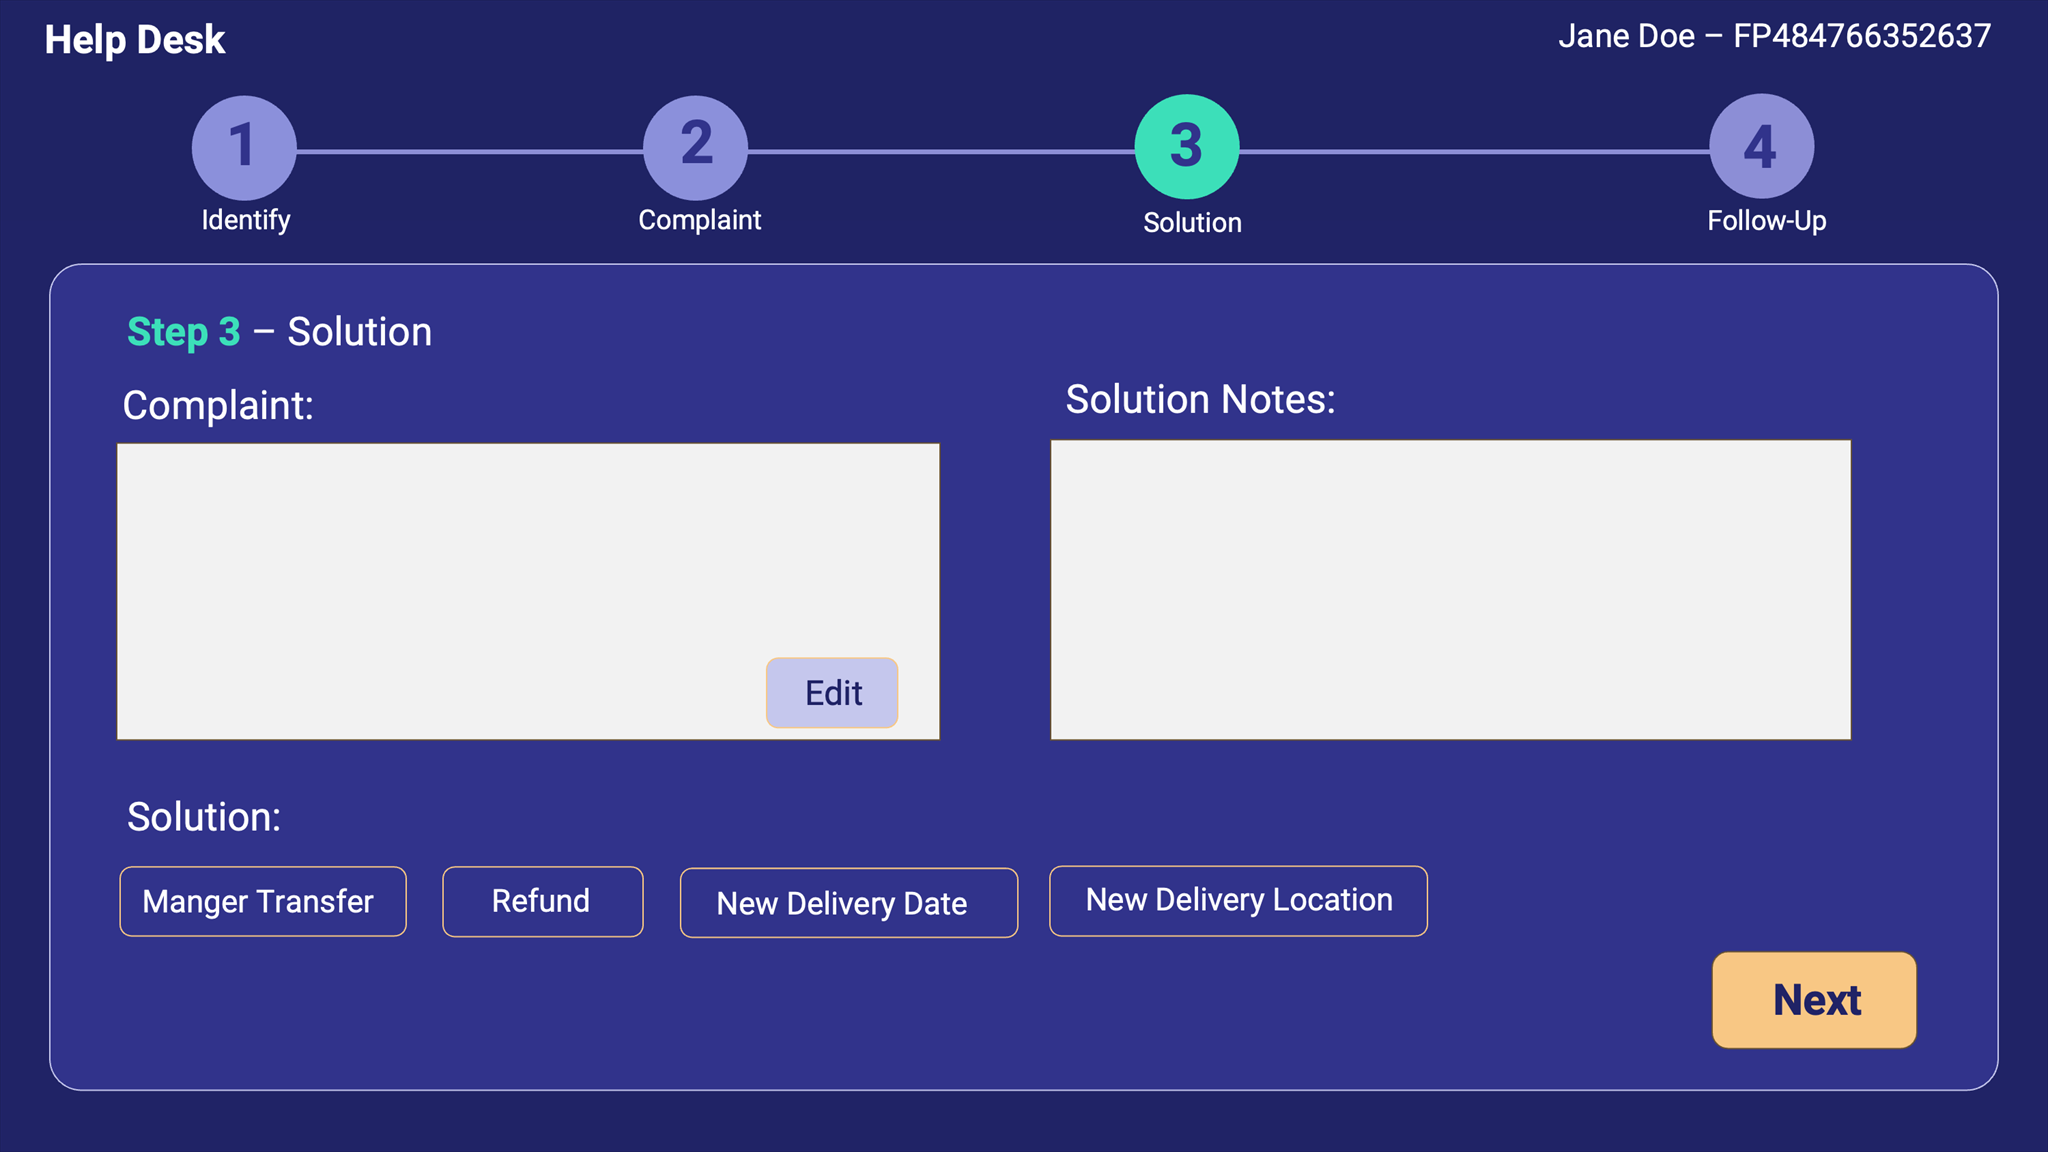 Help Desk
Jane Doe – FP484766352637
1
2
3
4
Identify
Complaint
Solution
Follow-Up
Step 3 – Solution
Complaint:
Solution Notes:
Edit
Solution:
Manger Transfer
Refund
New Delivery Date
New Delivery Location
Next